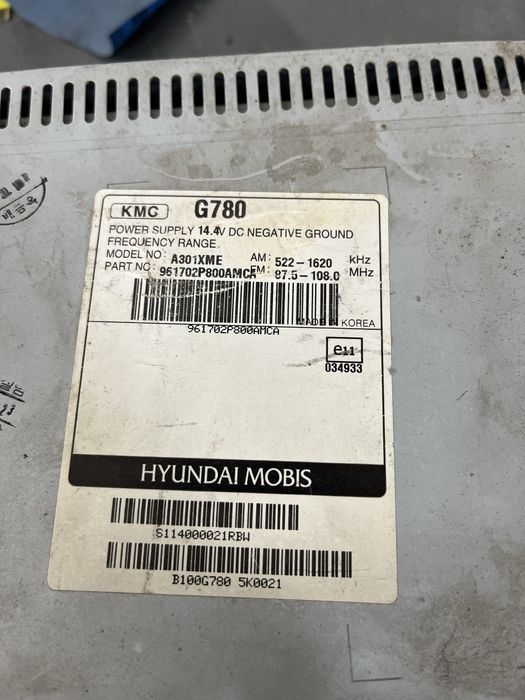 KMC G780
POWER SUPPLY 14.4V DC NEGATIVE GROUND
FREQUENCY RANGE.
MODEL NO : A301XME AM : 522-1620 kHz
PART NO : 961702P800AMCA FM : 87.5-108.0 MHz
MADE IN KOREA
961702P800AMCA
e11
034933
HYUNDAI MOBIS
S114000021RBW
B100G780 5K0021
23